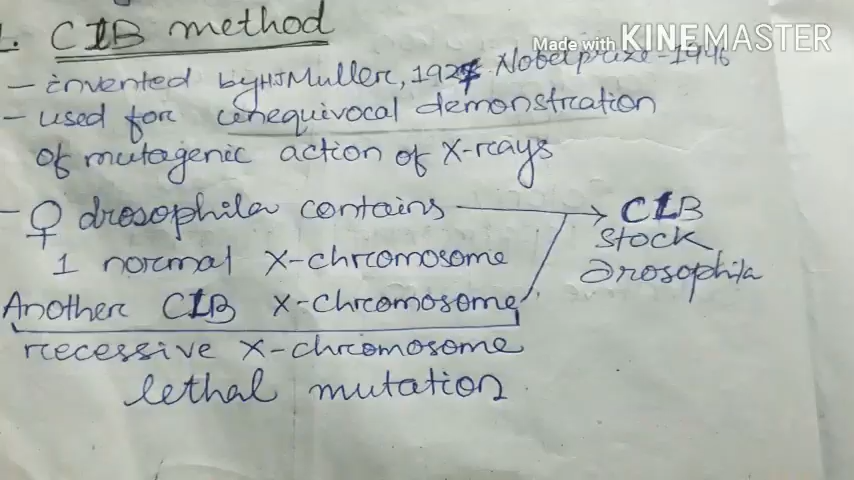 1. ClB method
Made with KINEMASTER
- invented by HJ Muller, 1927. Nobel prize-1946
- used for unequivocal demonstration
of mutagenic action of X-rays
- ♀ drosophila contains → ClB
stock
1 normal X-chromosome
drosophila
Another ClB X-chromosome
recessive X-chromosome
lethal mutation